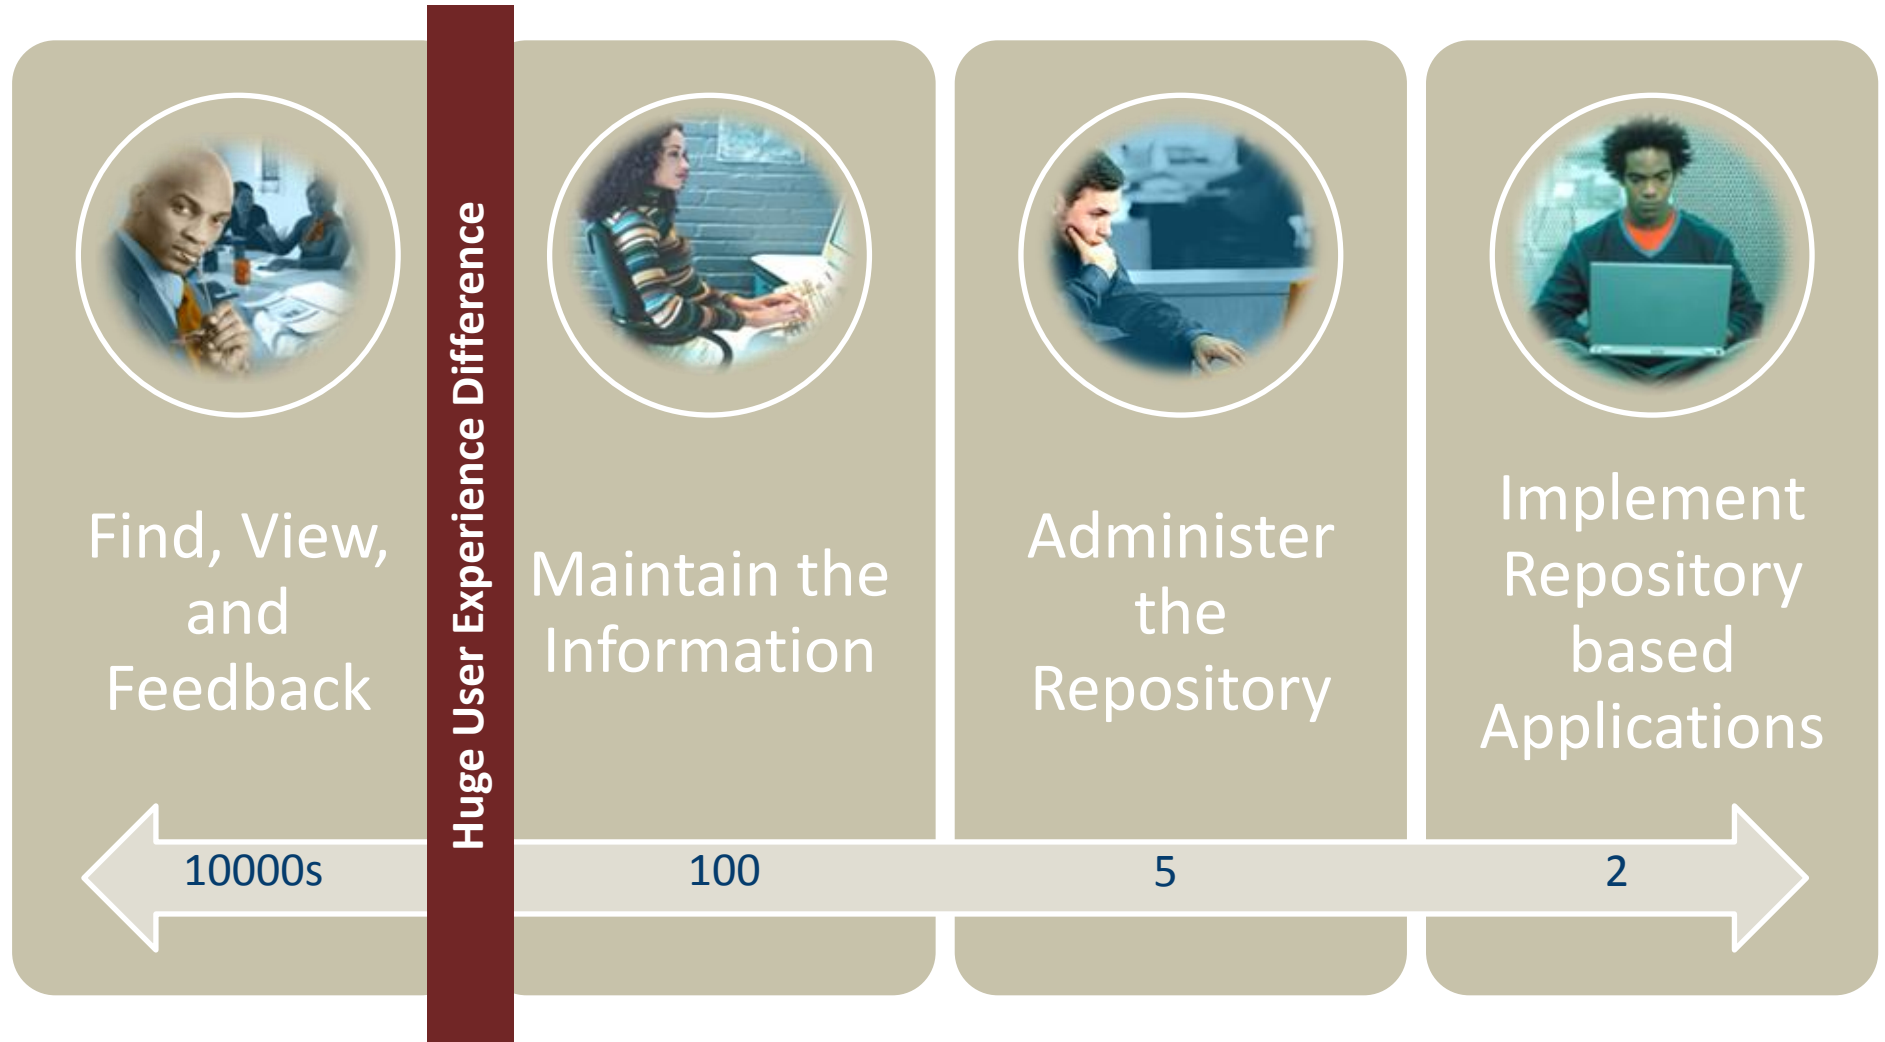 Find, View,
and
Feedback
10000s
Huge User Experience Difference
Maintain the
Information
100
Administer
the
Repository
5
Implement
Repository
based
Applications
2